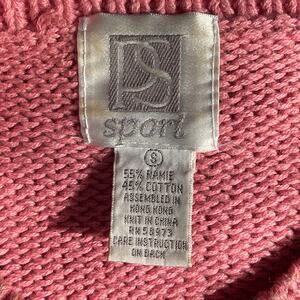 DS
sport
S
55% RAMIE
45% COTTON
ASSEMBLED IN
HONG KONG
KNIT IN CHINA
RN 58973
CARE INSTRUCTION
ON BACK